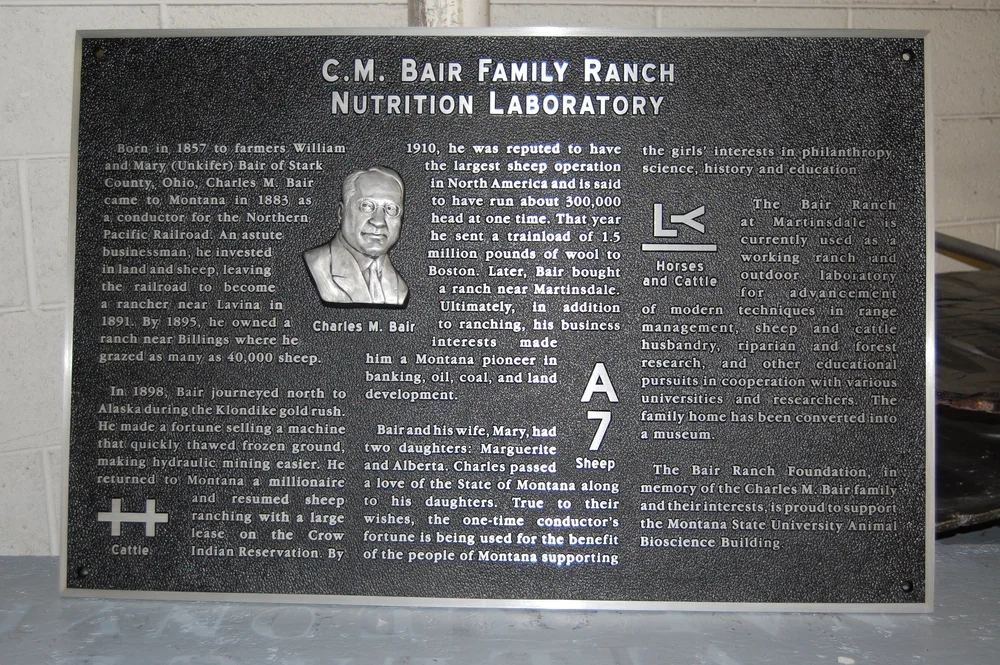 C.M. Bair Family Ranch
Nutrition Laboratory
Born in 1857 to farmers William
and Mary (Unkifer) Bair of Stark
County, Ohio, Charles M. Bair
came to Montana in 1883 as
a conductor for the Northern
Pacific Railroad. An astute
businessman, he invested
in land and sheep, leaving
the railroad to become
a rancher near Lavina in
1891. By 1895, he owned a
ranch near Billings where he
grazed as many as 40,000 sheep.
In 1898, Bair journeyed north to
Alaska during the Klondike gold rush.
He made a fortune selling a machine
that quickly thawed frozen ground,
making hydraulic mining easier. He
returned to Montana a millionaire
and resumed sheep
ranching with a large
lease on the Crow
Indian Reservation. By
Cattle
Charles M. Bair
1910, he was reputed to have
the largest sheep operation
in North America and is said
to have run about 300,000
head at one time. That year
he sent a trainload of 1.5
million pounds of wool to
Boston. Later, Bair bought
a ranch near Martinsdale.
Ultimately, in addition
to ranching, his business
interests made
him a Montana pioneer in
banking, oil, coal, and land
development.
A
7
Sheep
Bair and his wife, Mary, had
two daughters: Marguerite
and Alberta. Charles passed
a love of the State of Montana along
to his daughters. True to their
wishes, the one-time conductor's
fortune is being used for the benefit
of the people of Montana supporting
the girls' interests in philanthropy,
science, history and education
Horses
and Cattle
The Bair Ranch
at Martinsdale is
currently used as a
working ranch and
outdoor laboratory
for advancement
of modern techniques in range
management, sheep and cattle
husbandry, riparian and forest
research, and other educational
pursuits in cooperation with various
universities and researchers. The
family home has been converted into
a museum.
The Bair Ranch Foundation, in
memory of the Charles M. Bair family
and their interests, is proud to support
the Montana State University Animal
Bioscience Building.